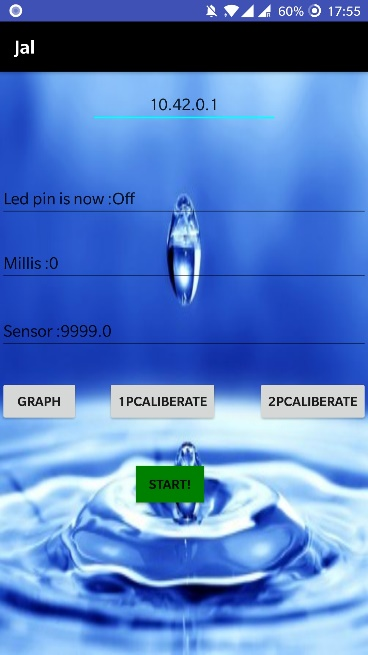 60% 17:55
Jal
10.42.0.1
Led pin is now :Off
Millis :0
Sensor :9999.0
GRAPH 1PCALIBERATE 2PCALIBERATE
START!